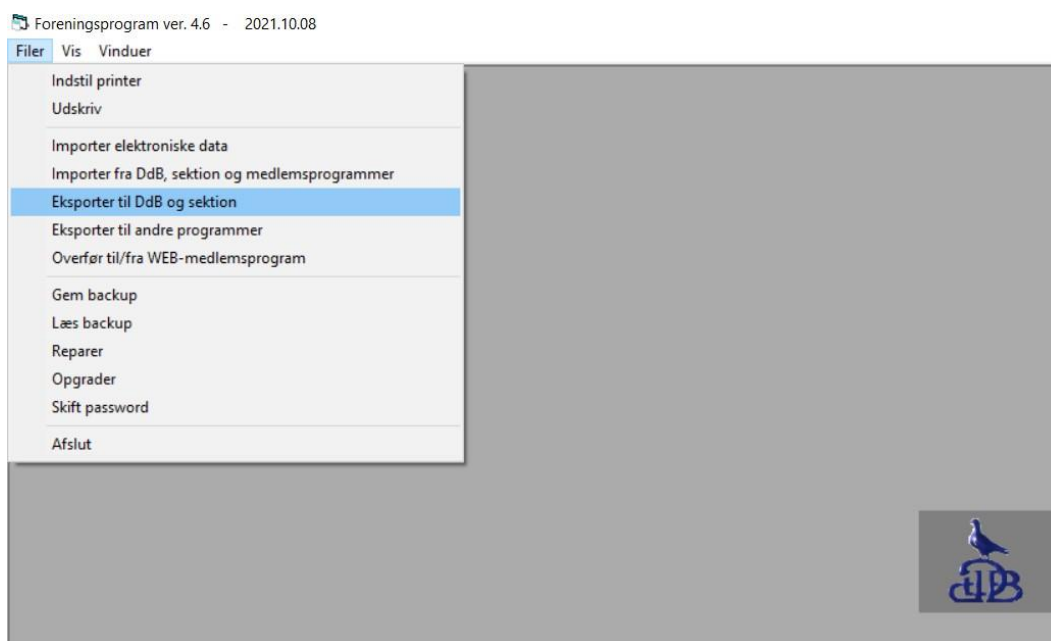 Foreningsprogram ver. 4.6 - 2021.10.08
Filer Vis Vinduer
Indstil printer
Udskriv
Importer elektroniske data
Importer fra DdB, sektion og medlemsprogrammer
Eksporter til DdB og sektion
Eksporter til andre programmer
Overfør til/fra WEB-medlemsprogram
Gem backup
Læs backup
Reparer
Opgrader
Skift password
Afslut